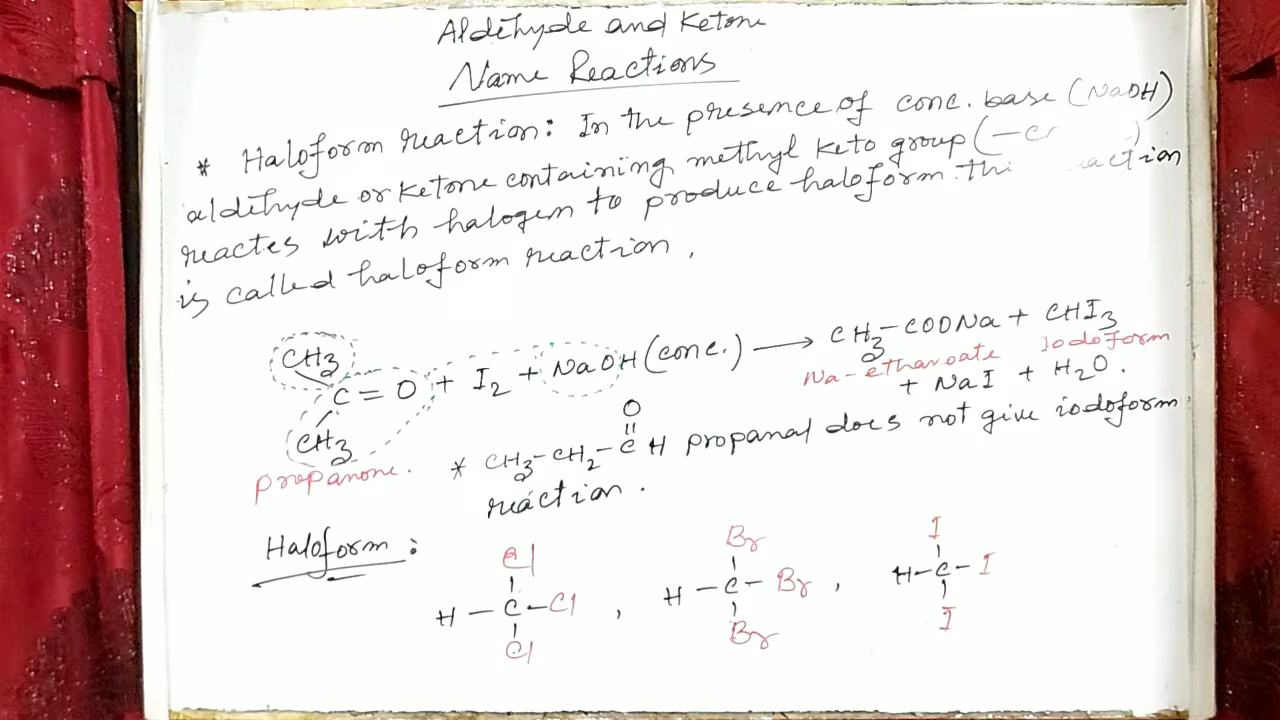 Aldehyde and Ketone
Name Reactions
* Haloform reaction: In the presence of conc. base (NaOH)
aldehyde or Ketone containing methyl Keto group (-c )
reactes with halogen to produce haloform. action
is called haloform reaction,
CH3
C=O + I2 + NaOH (conc.) ⟶ CH3-COONa + CHI3
Na-ethanoate Iodoform
+ NaI + H2O.
CH3
propanone.
O
* CH3-CH2-C H propanal does not give iodoform
reaction.
Haloform:
Cl
H-C-Cl ,
Cl
Br
H-C-Br ,
Br
I
H-C-I
I